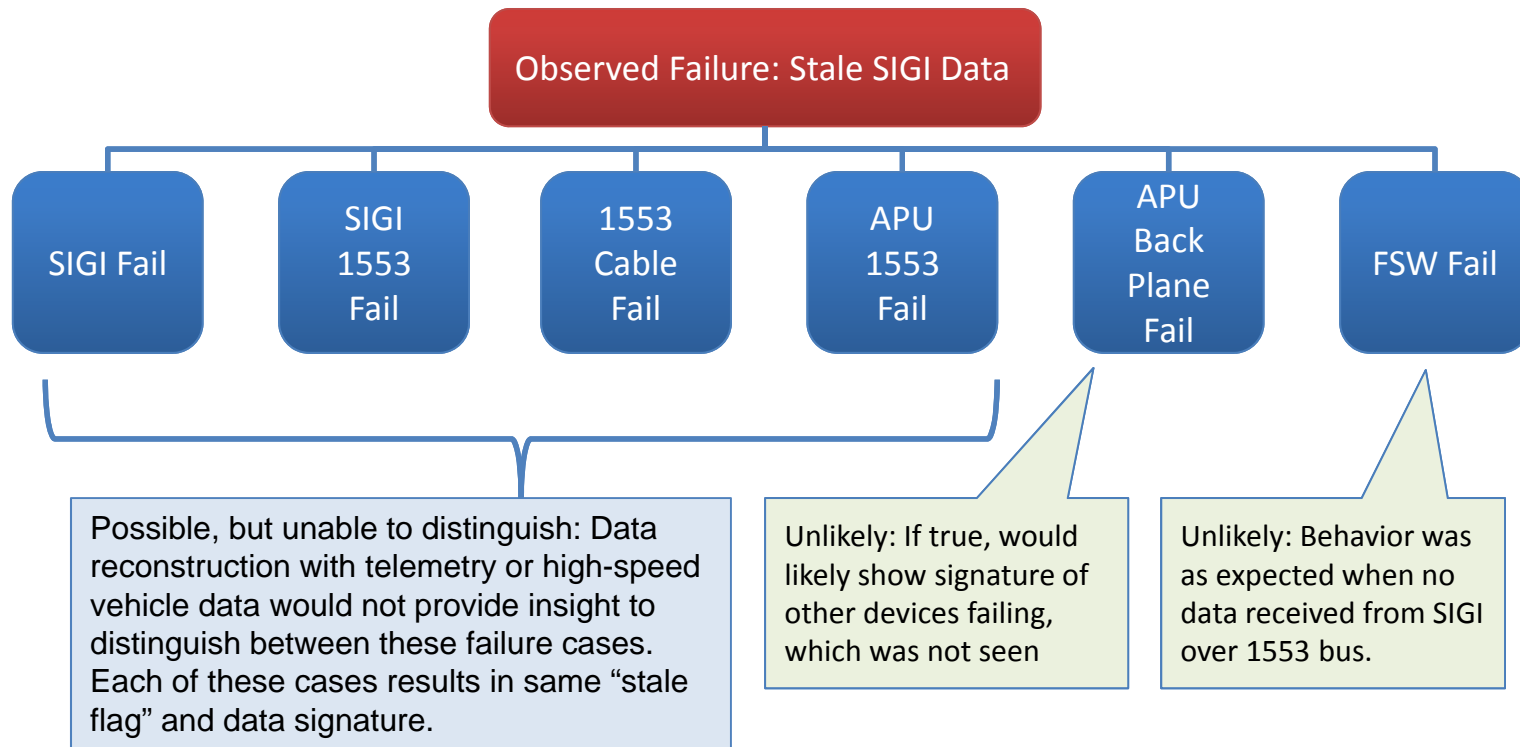 Observed Failure: Stale SIGI Data
SIGI Fail
SIGI
1553
Fail
1553
Cable
Fail
APU
1553
Fail
APU
Back
Plane
Fail
FSW Fail
Possible, but unable to distinguish: Data
reconstruction with telemetry or high-speed
vehicle data would not provide insight to
distinguish between these failure cases.
Each of these cases results in same “stale
flag” and data signature.
Unlikely: If true, would
likely show signature of
other devices failing,
which was not seen
Unlikely: Behavior was
as expected when no
data received from SIGI
over 1553 bus.